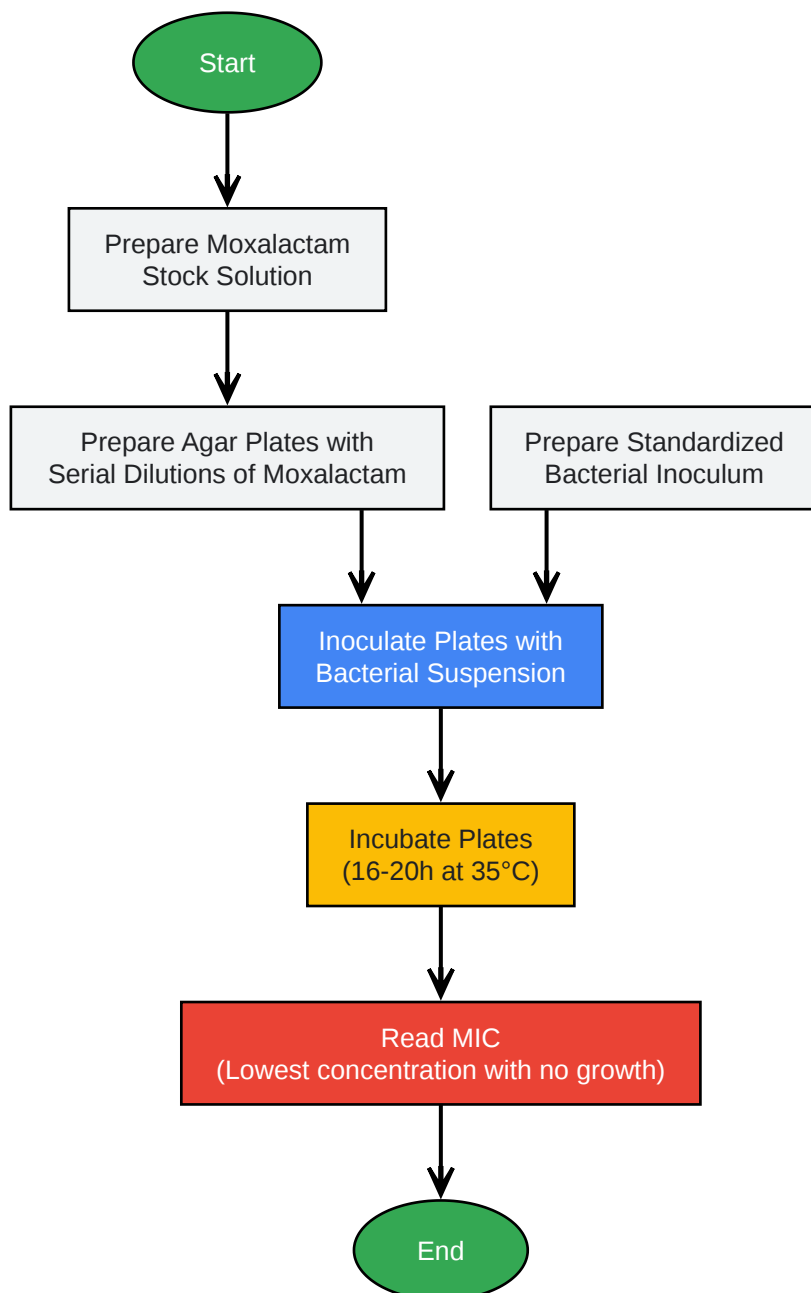 Start
Prepare Moxalactam
Stock Solution
Prepare Agar Plates with
Serial Dilutions of Moxalactam
Prepare Standardized
Bacterial Inoculum
Inoculate Plates with
Bacterial Suspension
Incubate Plates
(16-20h at 35°C)
Read MIC
(Lowest concentration with no growth)
End